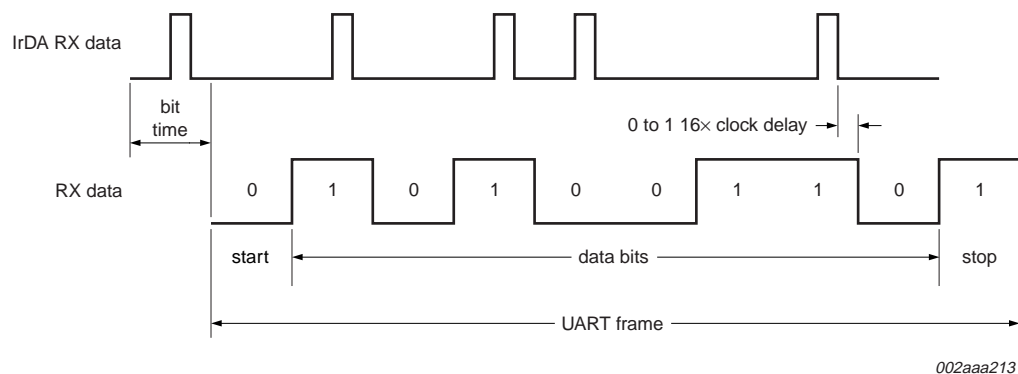 IrDA RX data
bit
time
0 to 1 16× clock delay
RX data
0 1 0 1 0 0 1 1 0 1
start
data bits
stop
UART frame
002aaa213